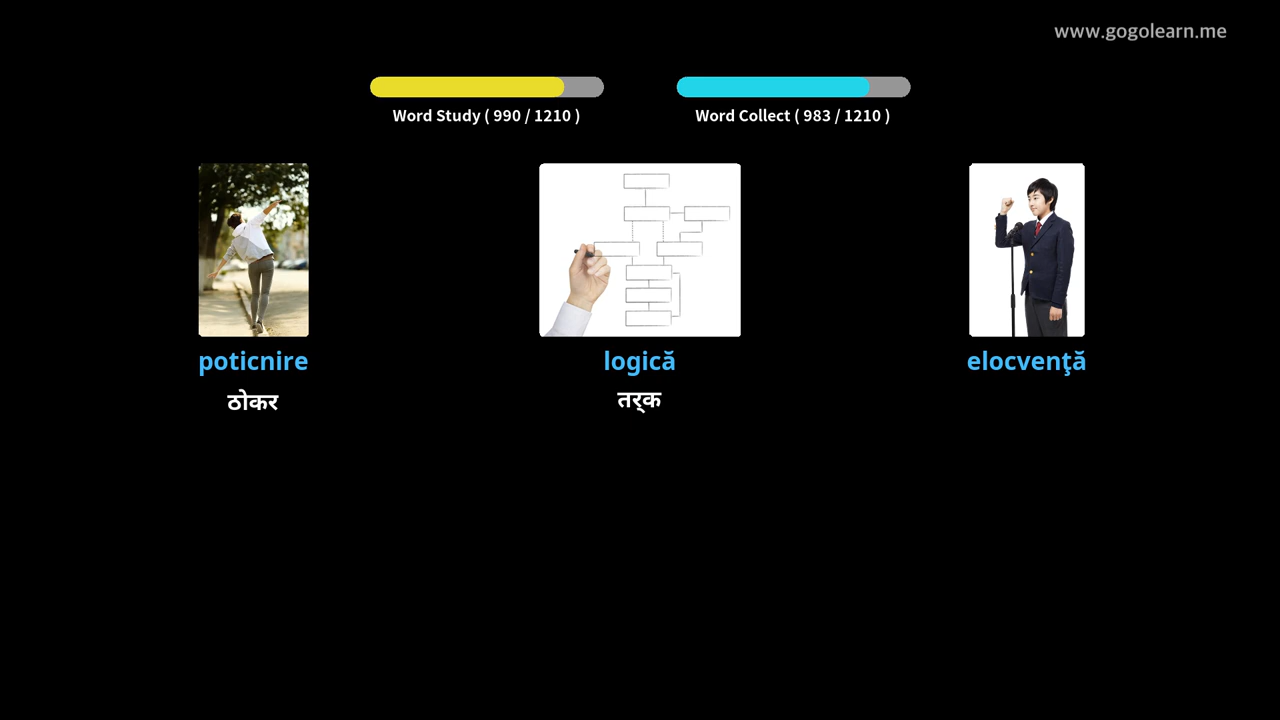 www.gogolearn.me
Word Study ( 990 / 1210 )
Word Collect ( 983 / 1210 )
poticnire
logică
elocvenţă
ठोकर
तर्क